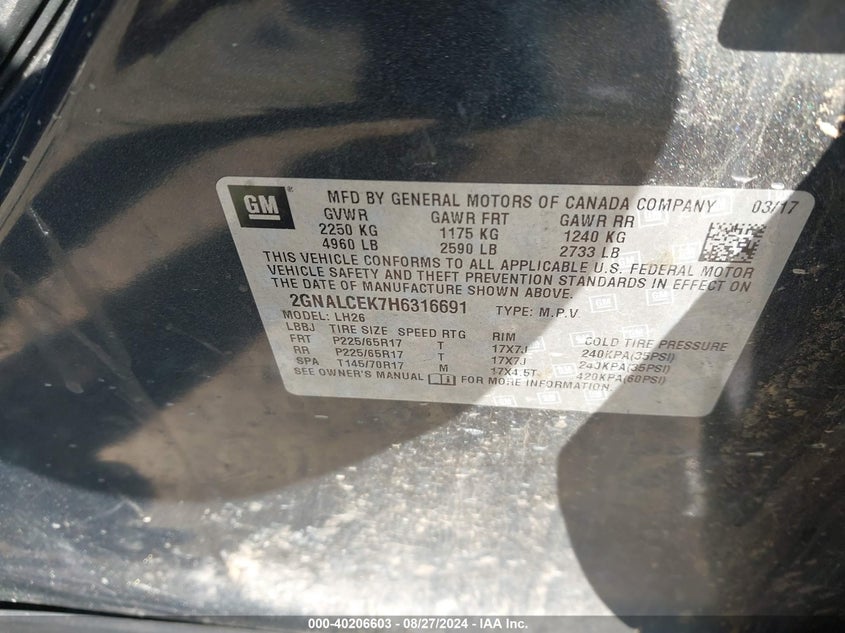 GM ® MFD BY GENERAL MOTORS OF CANADA COMPANY 03/17
GVWR GAWR FRT GAWR RR
2250 KG 1175 KG 1240 KG
4960 LB 2590 LB 2733 LB
THIS VEHICLE CONFORMS TO ALL APPLICABLE U.S. FEDERAL MOTOR
VEHICLE SAFETY AND THEFT PREVENTION STANDARDS IN EFFECT ON
THE DATE OF MANUFACTURE SHOWN ABOVE.
2GNALCEK7H6316691 TYPE: M.P.V
MODEL: LH26
LBBJ TIRE SIZE SPEED RTG RIM COLD TIRE PRESSURE
FRT P225/65R17 T 17X7J 240KPA(35PSI)
RR P225/65R17 T 17X7J 240KPA(35PSI)
SPA T145/70R17 M 17X4.5T 420KPA(60PSI)
SEE OWNER'S MANUAL FOR MORE INFORMATION.
000-40206603 - 08/27/2024 - IAA Inc.